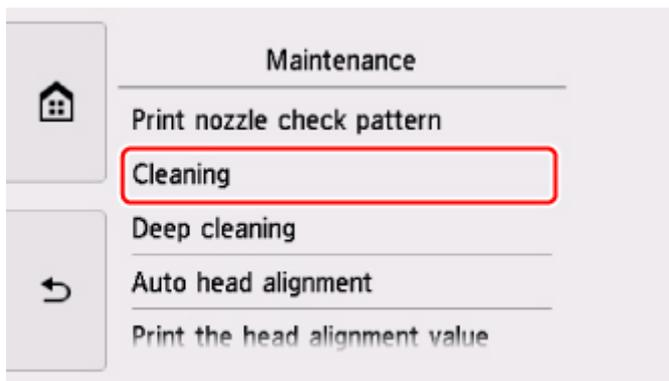 Maintenance
Print nozzle check pattern
Cleaning
Deep cleaning
Auto head alignment
Print the head alignment value